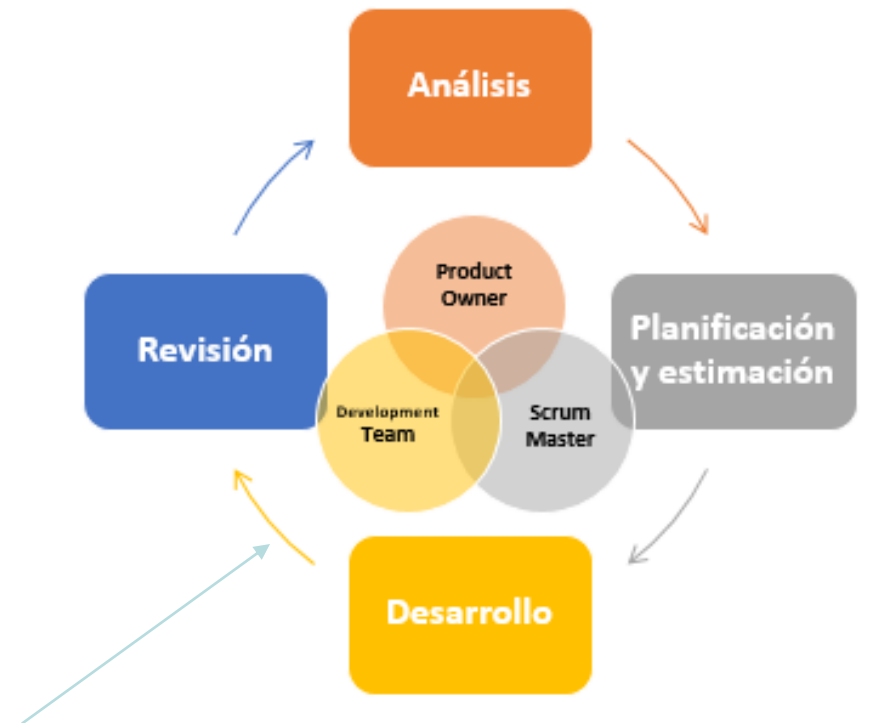 Análisis
Product
Owner
Revisión
Planificación
y estimación
Development
Team
Scrum
Master
Desarrollo